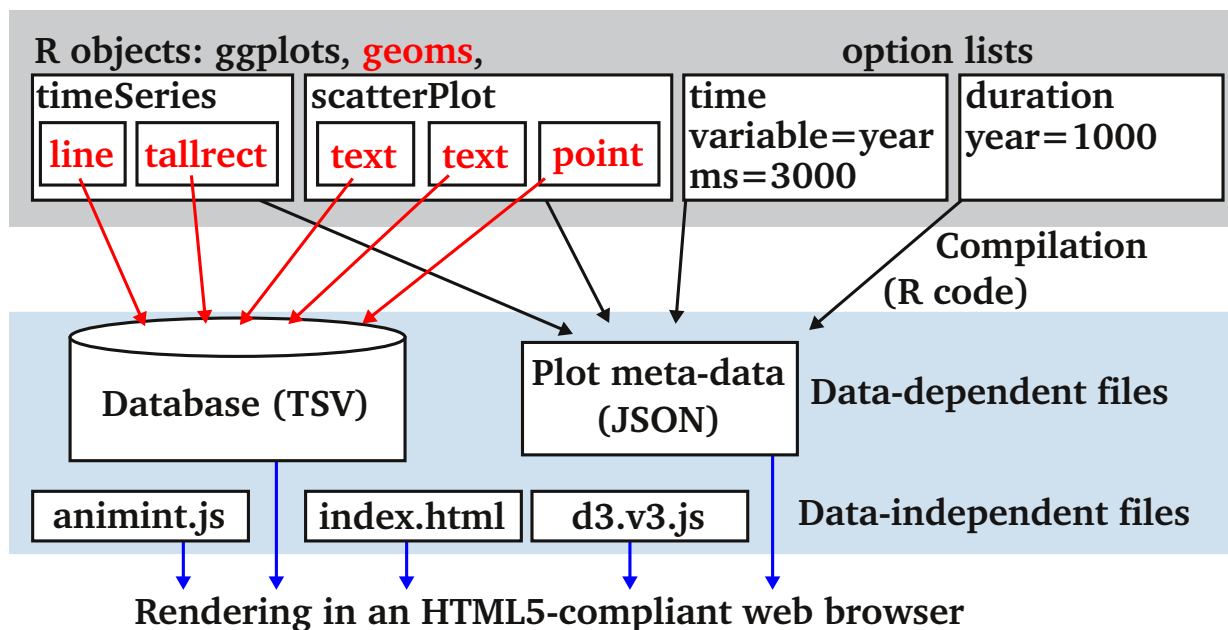 R objects: ggplots, geoms, option lists
timeSeries
line tallrect
scatterPlot
text text point
time
variable=year
ms=3000
duration
year=1000
Compilation
(R code)
Database (TSV)
Plot meta-data
(JSON)
Data-dependent files
animint.js index.html d3.v3.js Data-independent files
Rendering in an HTML5-compliant web browser